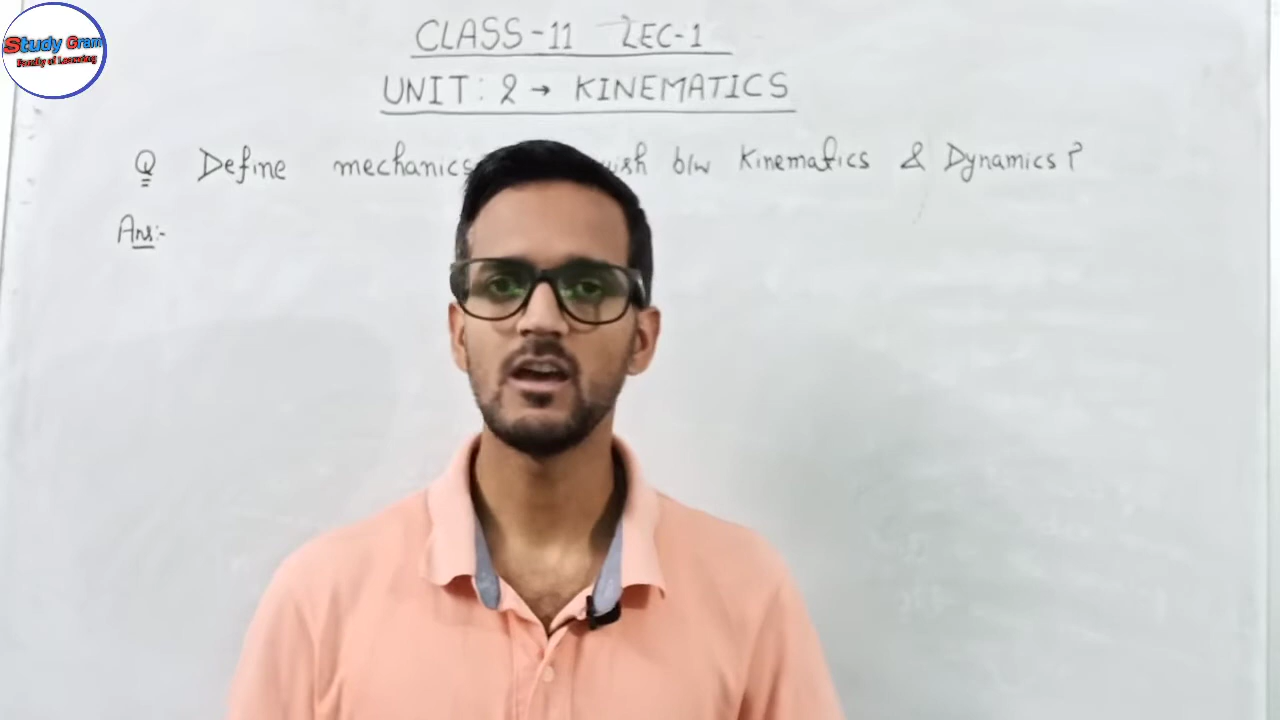 Study Gram
Family of Learning
CLASS-11 LEC-1
UNIT: 2 → KINEMATICS
Q Define mechanics b/w Kinematics & Dynamics?
Ans:-